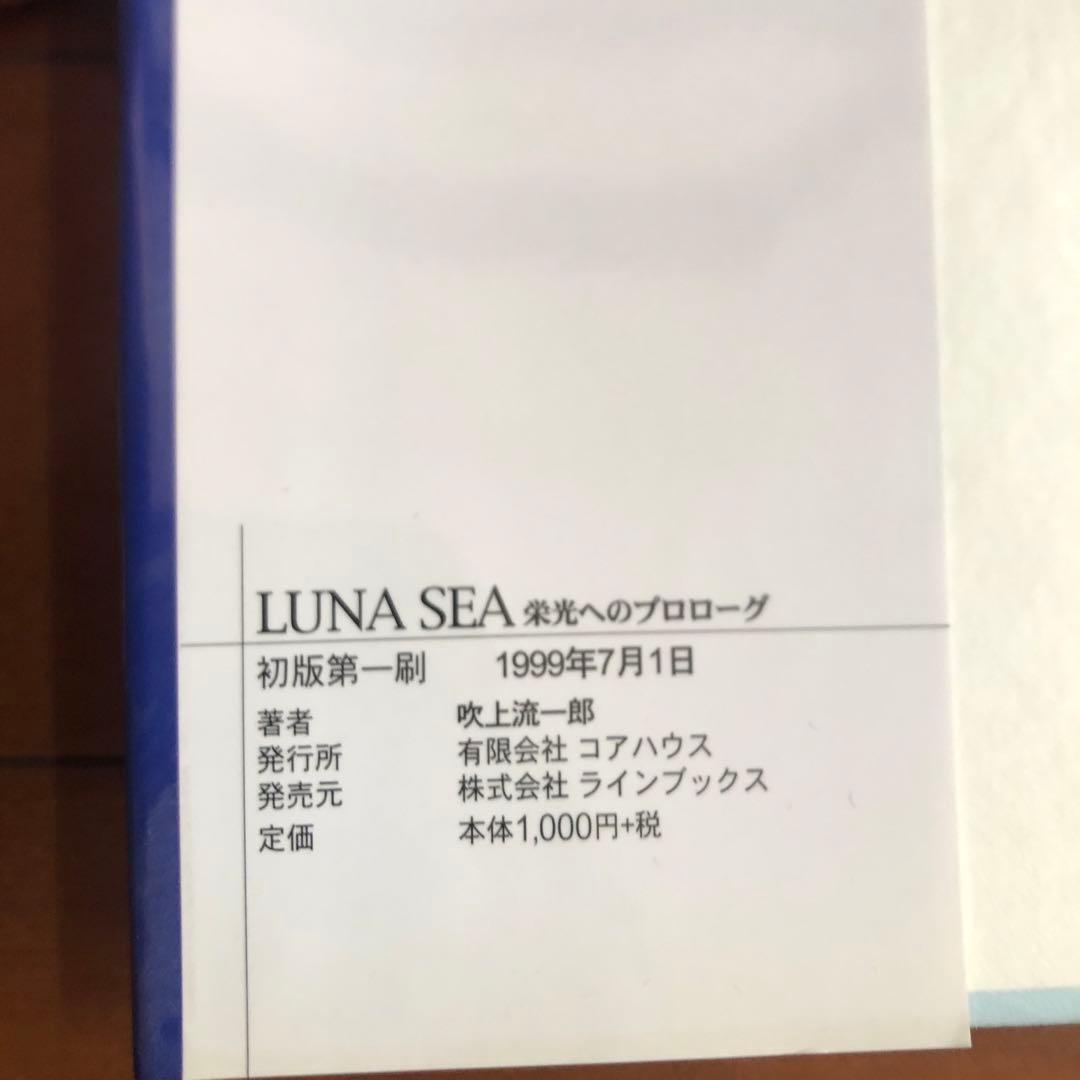 LUNA SEA 栄光へのプロローグ
初版第一刷 1999年7月1日
著者 吹上流一郎
発行所 有限会社 コアハウス
発売元 株式会社 ラインブックス
定価 本体1,000円+税